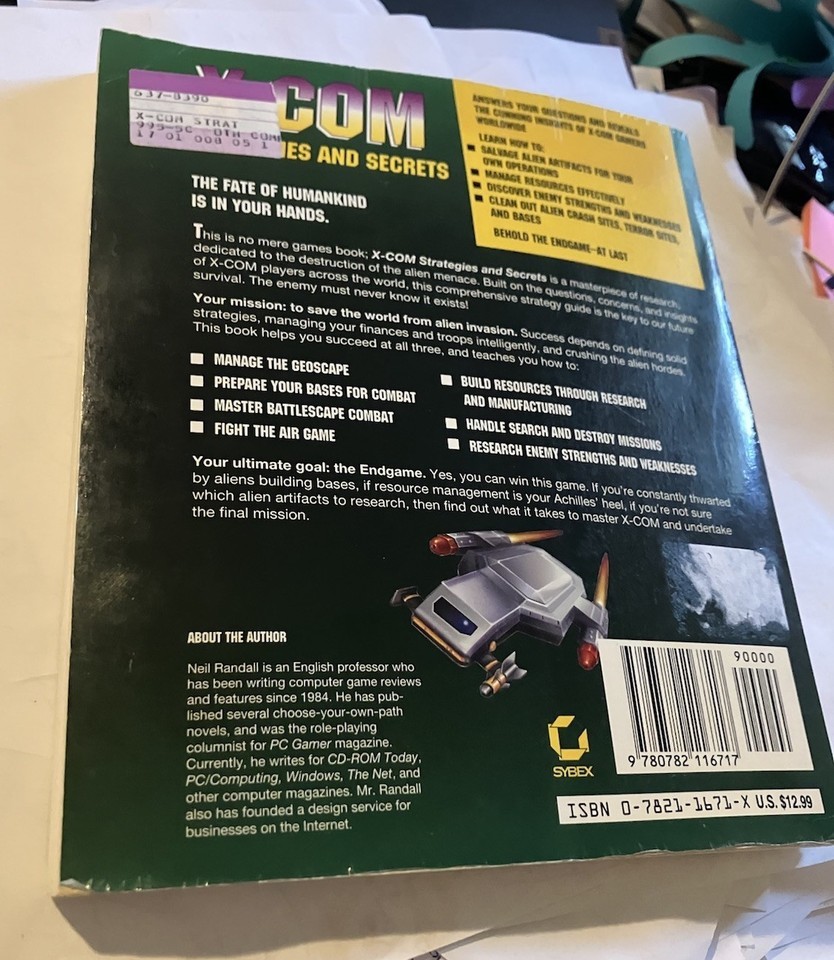 637-8390
X-COM STRAT
995-5C OTH COM
17 01 008 05 1
X-COM
IES AND SECRETS
ANSWERS YOUR QUESTIONS AND REVEALS
THE CUNNING INSIGHTS OF X-COM GAMERS
WORLDWIDE
LEARN HOW TO:
■ SALVAGE ALIEN ARTIFACTS FOR YOUR
OWN OPERATIONS
■ MANAGE RESOURCES EFFECTIVELY
■ DISCOVER ENEMY STRENGTHS AND WEAKNESSES
■ CLEAN OUT ALIEN CRASH SITES, TERROR SITES,
AND BASES
BEHOLD THE ENDGAME—AT LAST
THE FATE OF HUMANKIND
IS IN YOUR HANDS.
This is no mere games book; X-COM Strategies and Secrets is a masterpiece of research,
dedicated to the destruction of the alien menace. Built on the questions, concerns, and insights
of X-COM players across the world, this comprehensive strategy guide is the key to our future
survival. The enemy must never know it exists!
Your mission: to save the world from alien invasion. Success depends on defining solid
strategies, managing your finances and troops intelligently, and crushing the alien hordes.
This book helps you succeed at all three, and teaches you how to:
■ MANAGE THE GEOSCAPE
■ PREPARE YOUR BASES FOR COMBAT
■ MASTER BATTLESCAPE COMBAT
■ FIGHT THE AIR GAME
■ BUILD RESOURCES THROUGH RESEARCH
AND MANUFACTURING
■ HANDLE SEARCH AND DESTROY MISSIONS
■ RESEARCH ENEMY STRENGTHS AND WEAKNESSES
Your ultimate goal: the Endgame. Yes, you can win this game. If you're constantly thwarted
by aliens building bases, if resource management is your Achilles' heel, if you're not sure
which alien artifacts to research, then find out what it takes to master X-COM and undertake
the final mission.
ABOUT THE AUTHOR
Neil Randall is an English professor who
has been writing computer game reviews
and features since 1984. He has pub-
lished several choose-your-own-path
novels, and was the role-playing
columnist for PC Gamer magazine.
Currently, he writes for CD-ROM Today,
PC/Computing, Windows, The Net, and
other computer magazines. Mr. Randall
also has founded a design service for
businesses on the Internet.
SYBEX
90000
9 780782 116717
ISBN 0-7821-1671-X U.S. $12.99